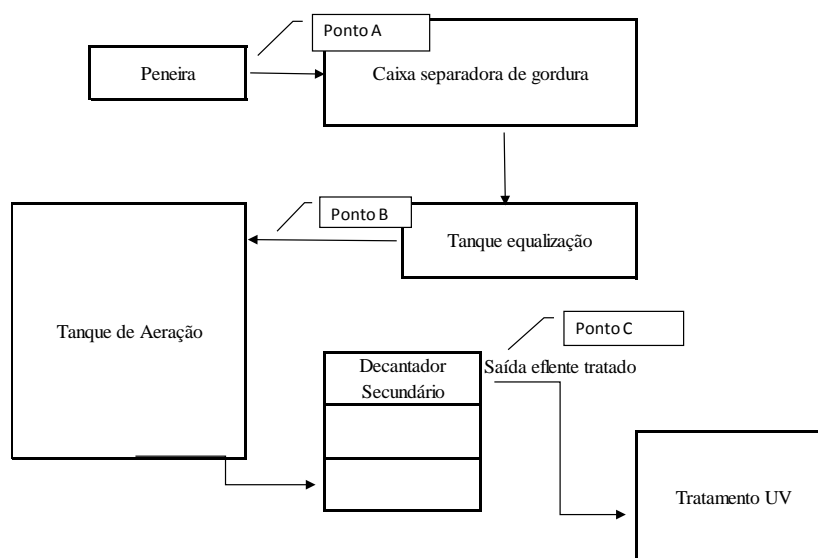 Ponto A
Peneira
Caixa separadora de gordura
Ponto B
Tanque equalização
Tanque de Aeração
Ponto C
Decantador
Secundário
Saída eflente tratado
Tratamento UV